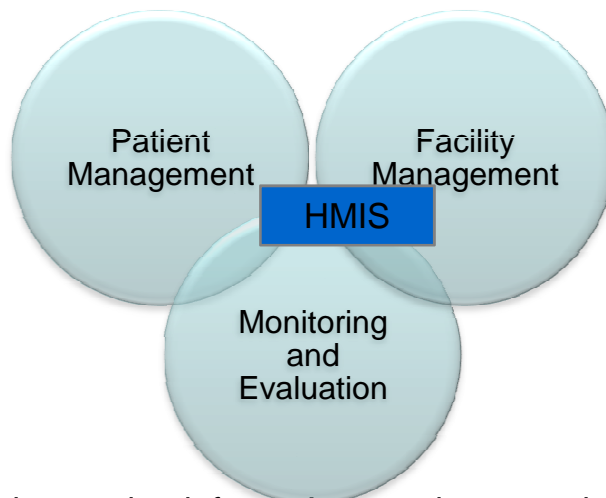 Patient
Management
Facility
Management
HMIS
Monitoring
and
Evaluation